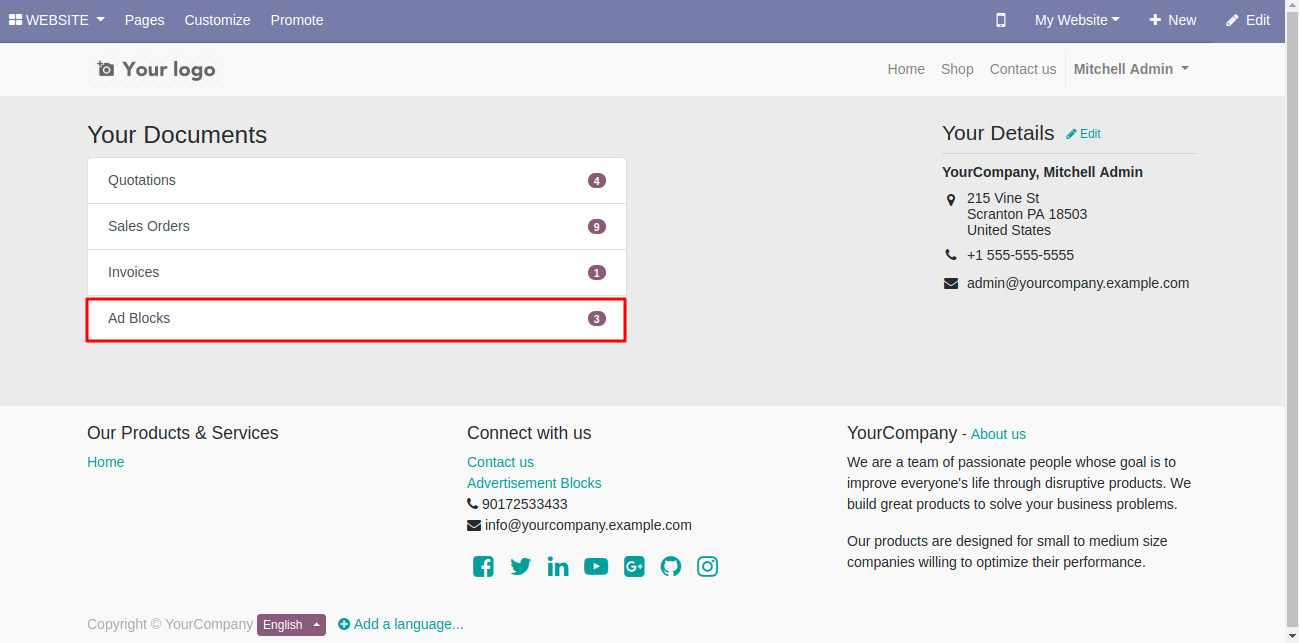 WEBSITE Pages Customize Promote My Website New Edit
Your logo Home Shop Contact us Mitchell Admin
Your Documents
Quotations 4
Sales Orders 9
Invoices 1
Ad Blocks 3
Your Details Edit
YourCompany, Mitchell Admin
215 Vine St
Scranton PA 18503
United States
+1 555-555-5555
admin@yourcompany.example.com
Our Products & Services
Home
Connect with us
Contact us
Advertisement Blocks
90172533433
info@yourcompany.example.com
YourCompany - About us
We are a team of passionate people whose goal is to
improve everyone's life through disruptive products. We
build great products to solve your business problems.
Our products are designed for small to medium size
companies willing to optimize their performance.
Copyright © YourCompany English Add a language...